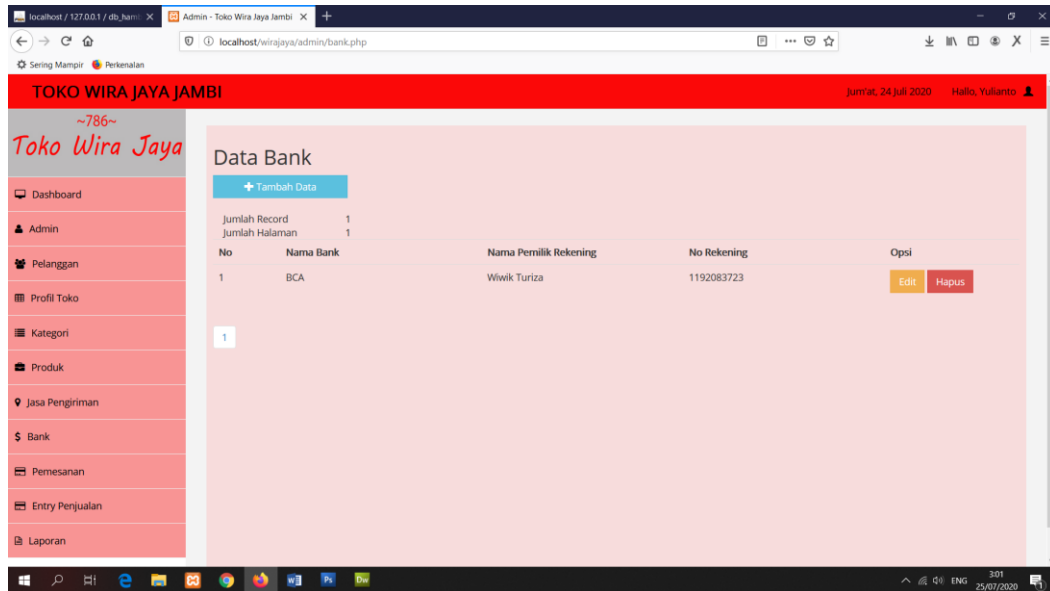 localhost / 127.0.0.1 / db_ham
Admin - Toko Wira Jaya Jambi
localhost/wirajaya/admin/bank.php
Sering Mampir
Perkenalan
TOKO WIRA JAYA JAMBI
Jum'at, 24 Juli 2020
Hallo, Yulianto
~786~
Toko Wira Jaya
Dashboard
Admin
Pelanggan
Profil Toko
Kategori
Produk
Jasa Pengiriman
$ Bank
Pemesanan
Entry Penjualan
Laporan
Data Bank
+ Tambah Data
Jumlah Record 1
Jumlah Halaman 1
No Nama Bank Nama Pemilik Rekening No Rekening Opsi
1 BCA Wiwik Turiza 1192083723 Edit Hapus
1
W Ps Dw
ENG
3:01
25/07/2020